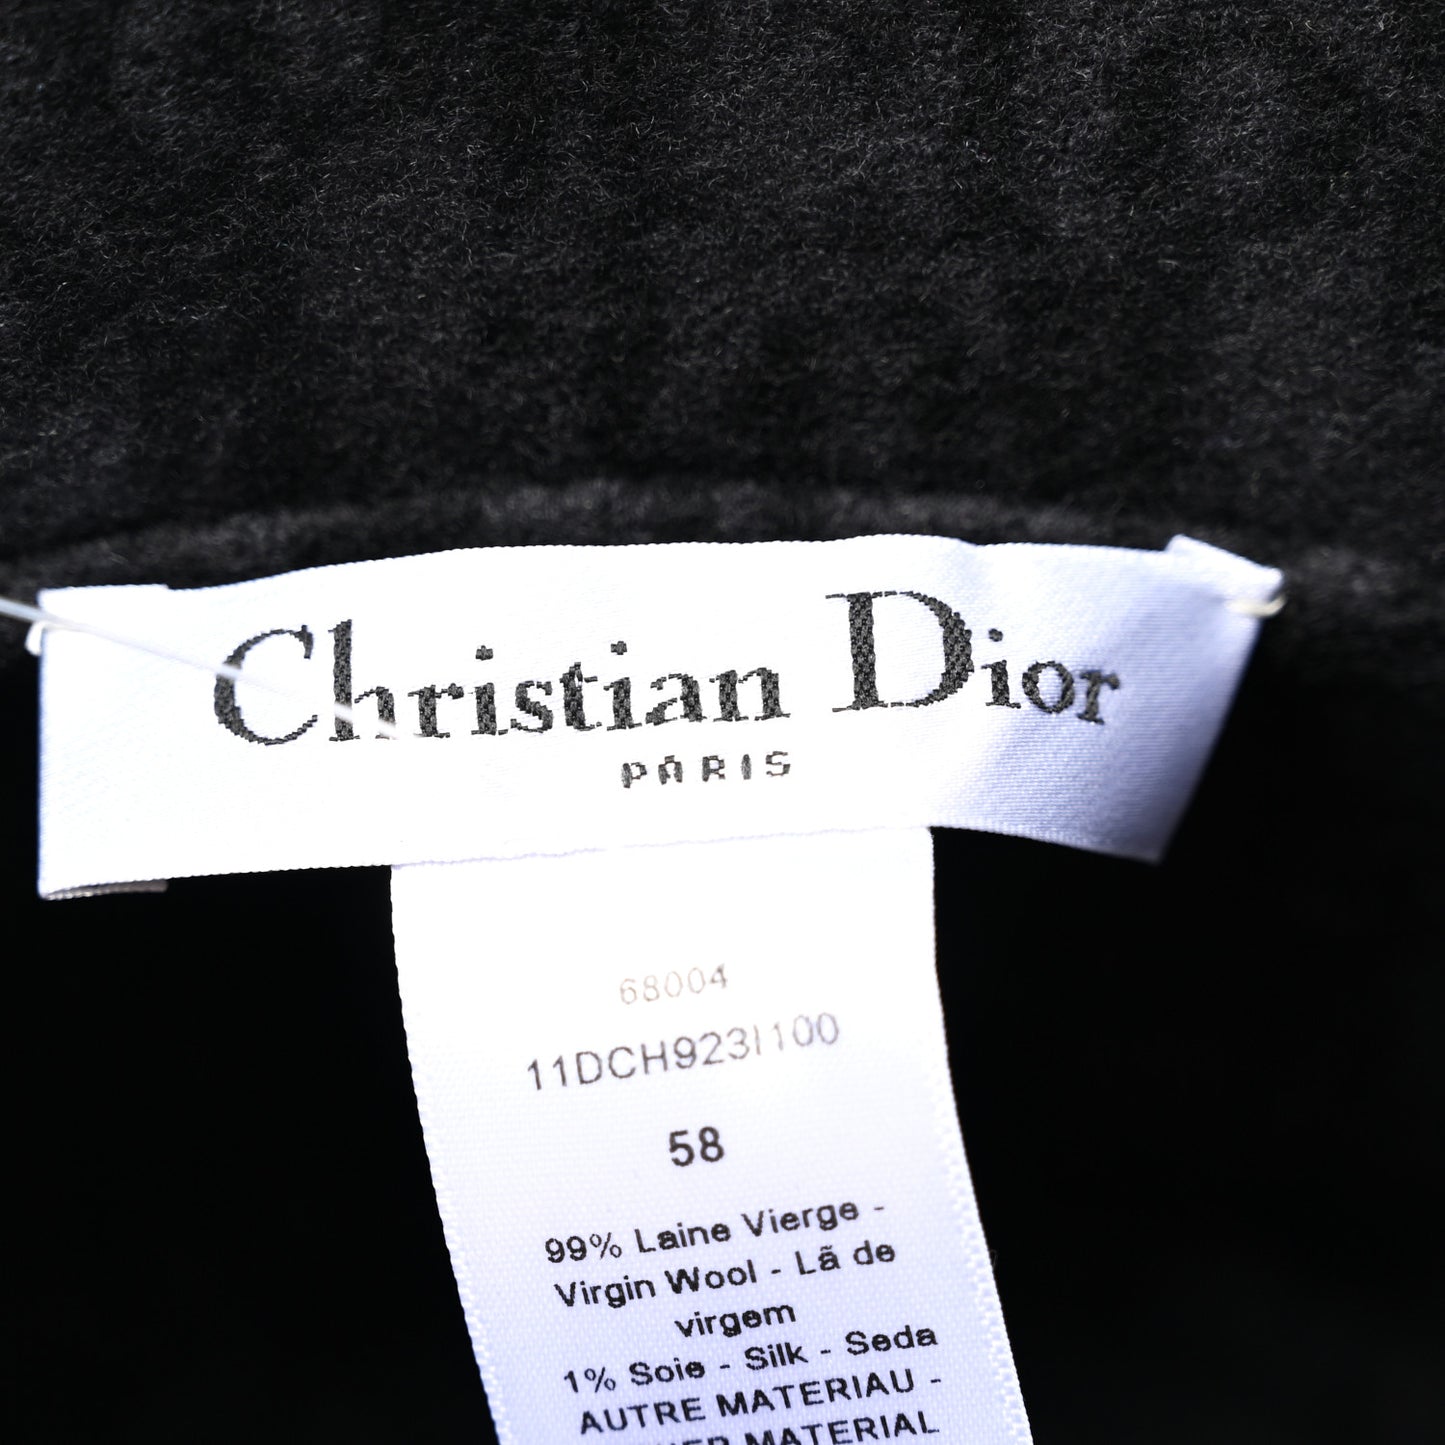 Christian Dior
PARIS
68004
11DCH923I100
58
99% Laine Vierge -
Virgin Wool - Lã de
virgem
1% Soie - Silk - Seda
AUTRE MATERIAU -
MATERIAL